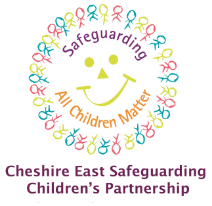 Safeguarding
All Children Matter
Cheshire East Safeguarding
Children's Partnership